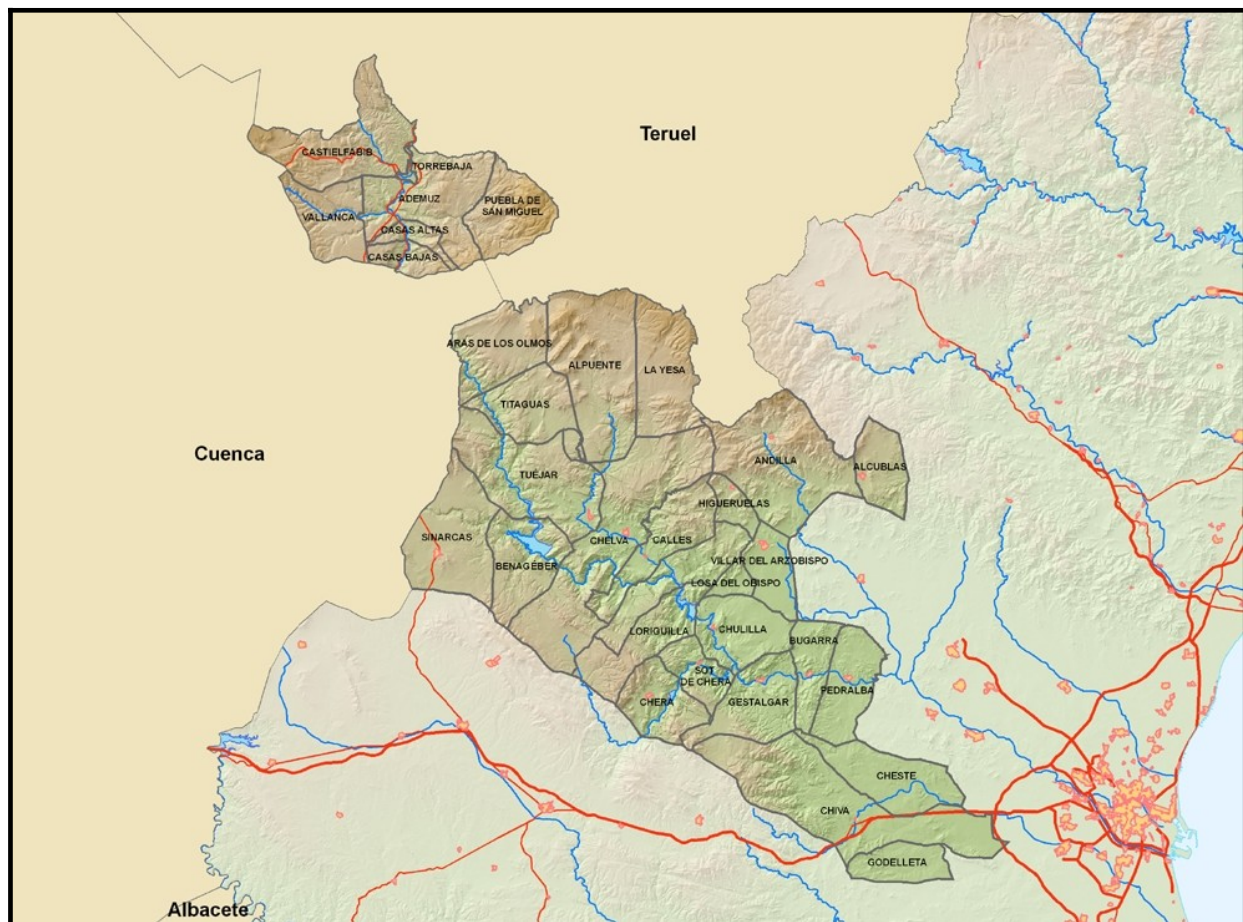 Teruel
CASTIELFABIB
TORREBAJA
ADEMUZ
PUEBLA DE
SAN MIGUEL
VALLANCA
CASAS ALTAS
CASAS BAJAS
ARAS DE LOS OLMOS
ALPUENTE
LA YESA
TITAGUAS
Cuenca
TUÉJAR
ANDILLA
ALCUBLAS
HIGUERUELAS
SINARCAS
CHELVA
CALLES
BENAGÉBER
VILLAR DEL ARZOBISPO
LOSA DEL OBISPO
LORIGUILLA
CHULILLA
BUGARRA
SOT
DE CHERA
CHERA
GESTALGAR
PEDRALBA
CHESTE
CHIVA
GODELLETA
Albacete